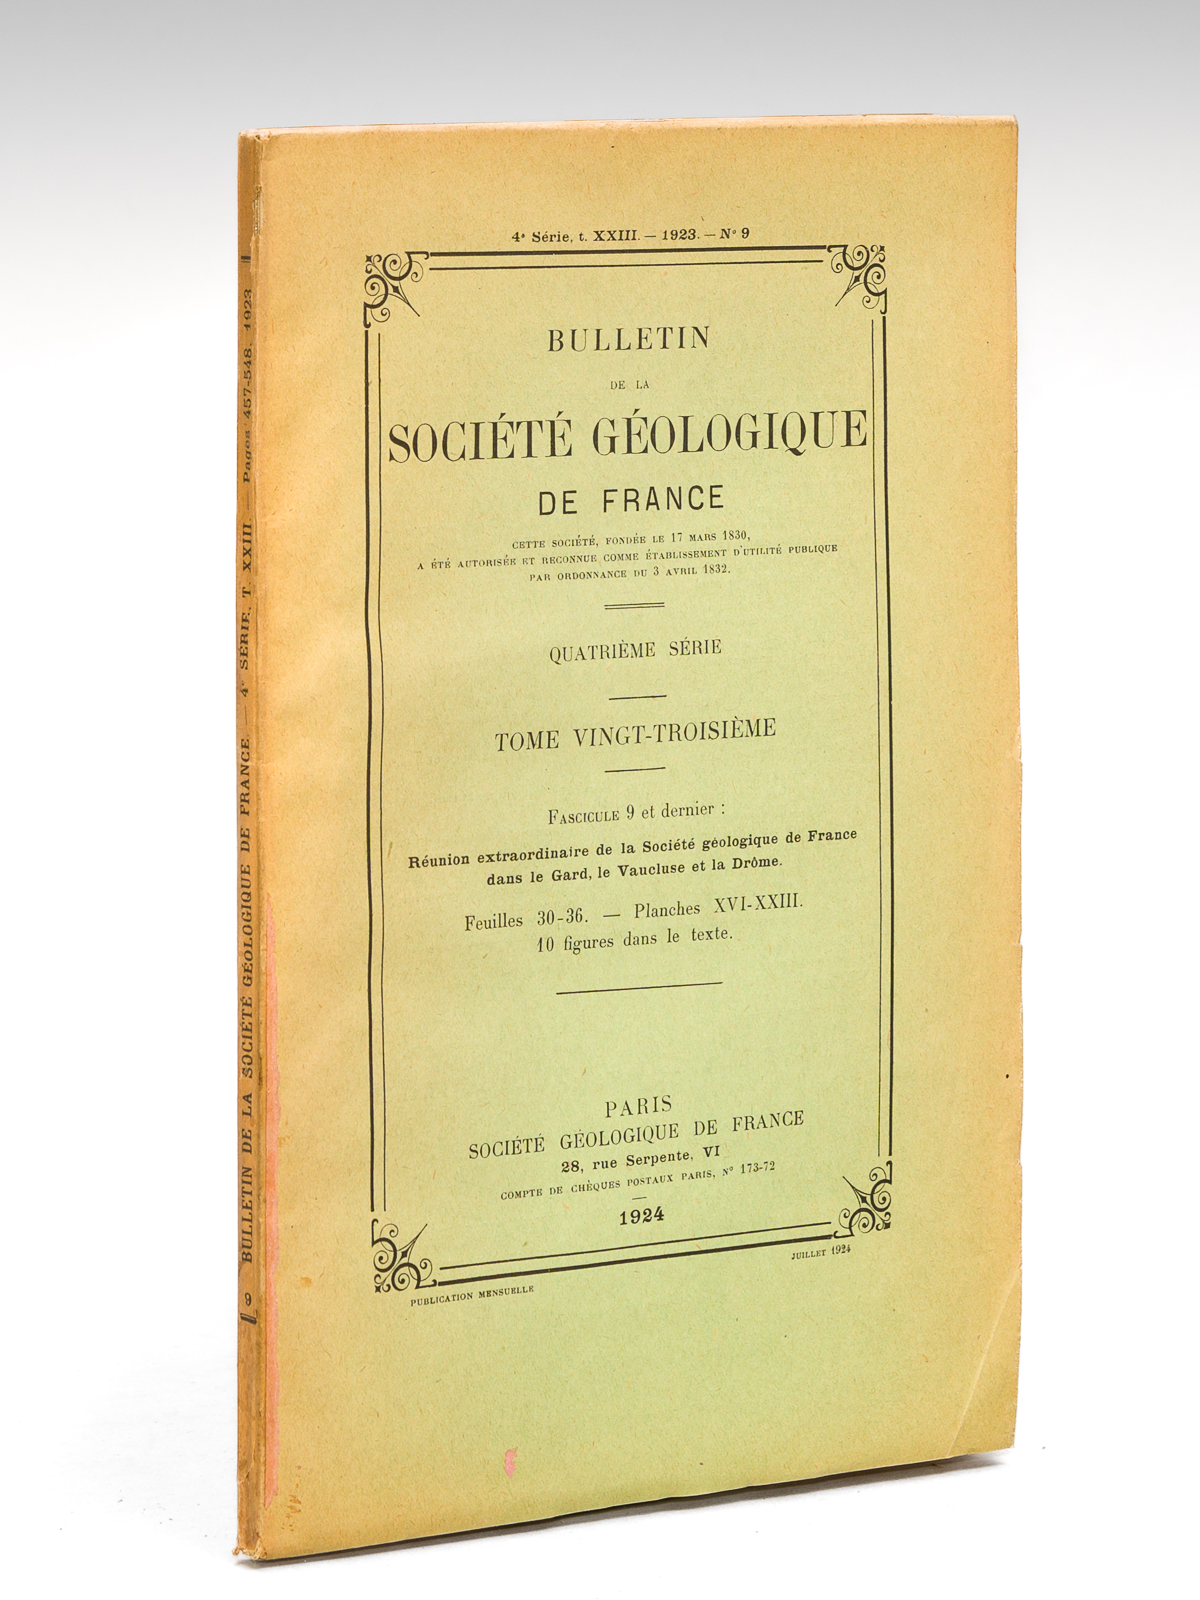 4e Série, t. XXIII. — 1923. — No 9
BULLETIN
DE LA
SOCIÉTÉ GÉOLOGIQUE
DE FRANCE
CETTE SOCIÉTÉ, FONDÉE LE 17 MARS 1830,
A ÉTÉ AUTORISÉE ET RECONNUE COMME ÉTABLISSEMENT D'UTILITÉ PUBLIQUE
PAR ORDONNANCE DU 3 AVRIL 1832.
QUATRIÈME SÉRIE
TOME VINGT-TROISIÈME
FASCICULE 9 et dernier :
Réunion extraordinaire de la Société géologique de France
dans le Gard, le Vaucluse et la Drôme.
Feuilles 30-36. — Planches XVI-XXIII.
10 figures dans le texte.
PARIS
SOCIÉTÉ GÉOLOGIQUE DE FRANCE
28, rue Serpente, VI
COMPTE DE CHÈQUES POSTAUX PARIS, No 173-72
1924
PUBLICATION MENSUELLE
JUILLET 1924
9 BULLETIN DE LA SOCIÉTÉ GÉOLOGIQUE DE FRANCE — 4e SÉRIE, T. XXIII. — Pages 457-548. 1923